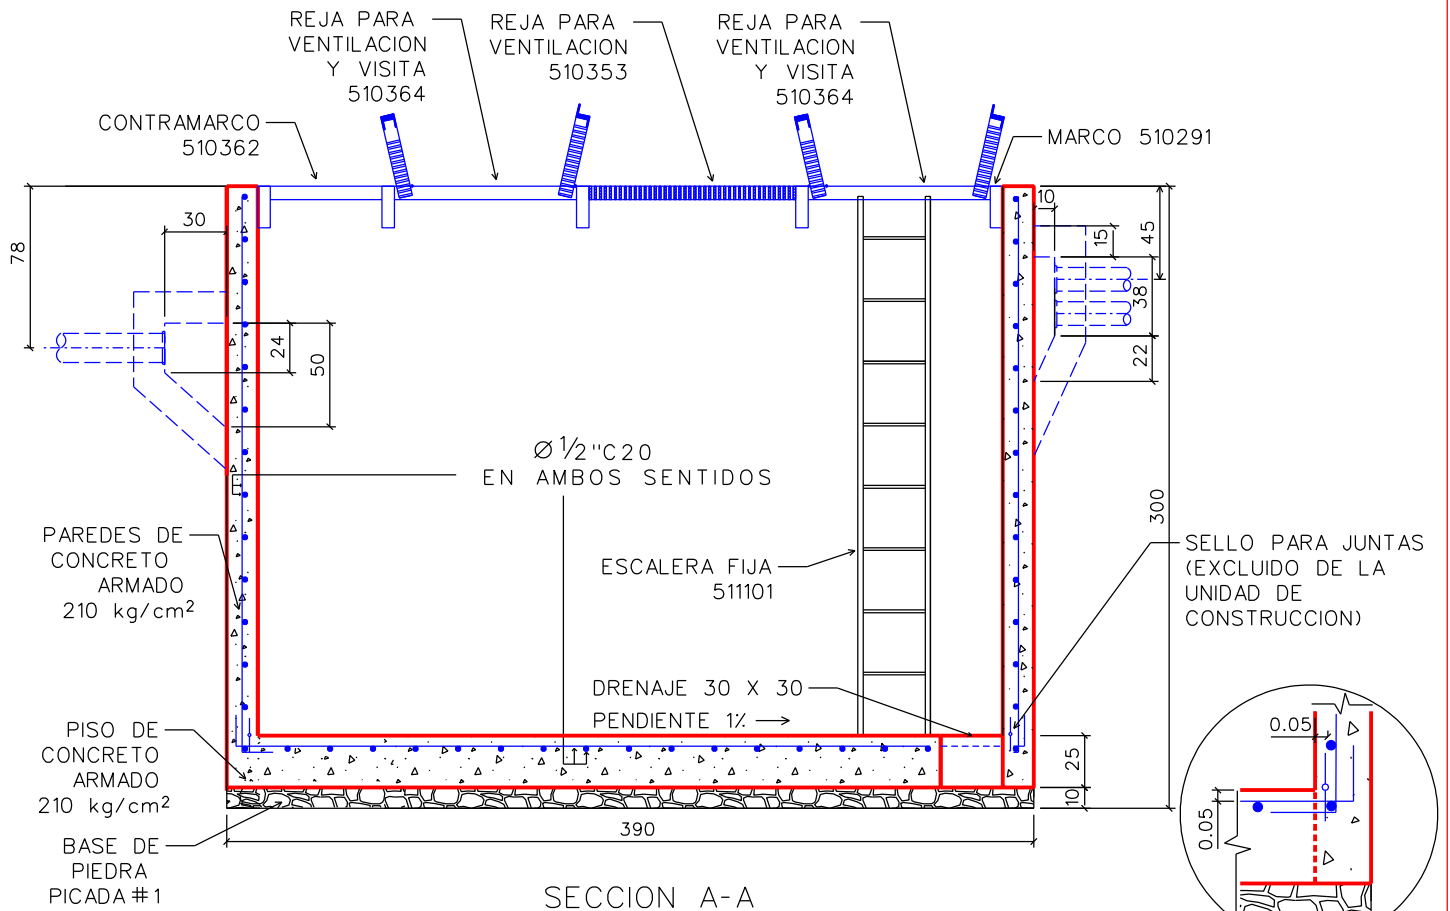 REJA PARA
VENTILACION
Y VISITA
510364
REJA PARA
VENTILACION
510353
REJA PARA
VENTILACION
Y VISITA
510364
CONTRAMARCO
510362
MARCO 510291
30
78
10
15
45
38
22
24
50
Ø 1/2"C20
EN AMBOS SENTIDOS
300
PAREDES DE
CONCRETO
ARMADO
210 kg/cm²
ESCALERA FIJA
511101
SELLO PARA JUNTAS
(EXCLUIDO DE LA
UNIDAD DE
CONSTRUCCION)
DRENAJE 30 X 30
PENDIENTE 1%
PISO DE
CONCRETO
ARMADO
210 kg/cm²
25
10
0.05
0.05
390
BASE DE
PIEDRA
PICADA #1
SECCION A-A